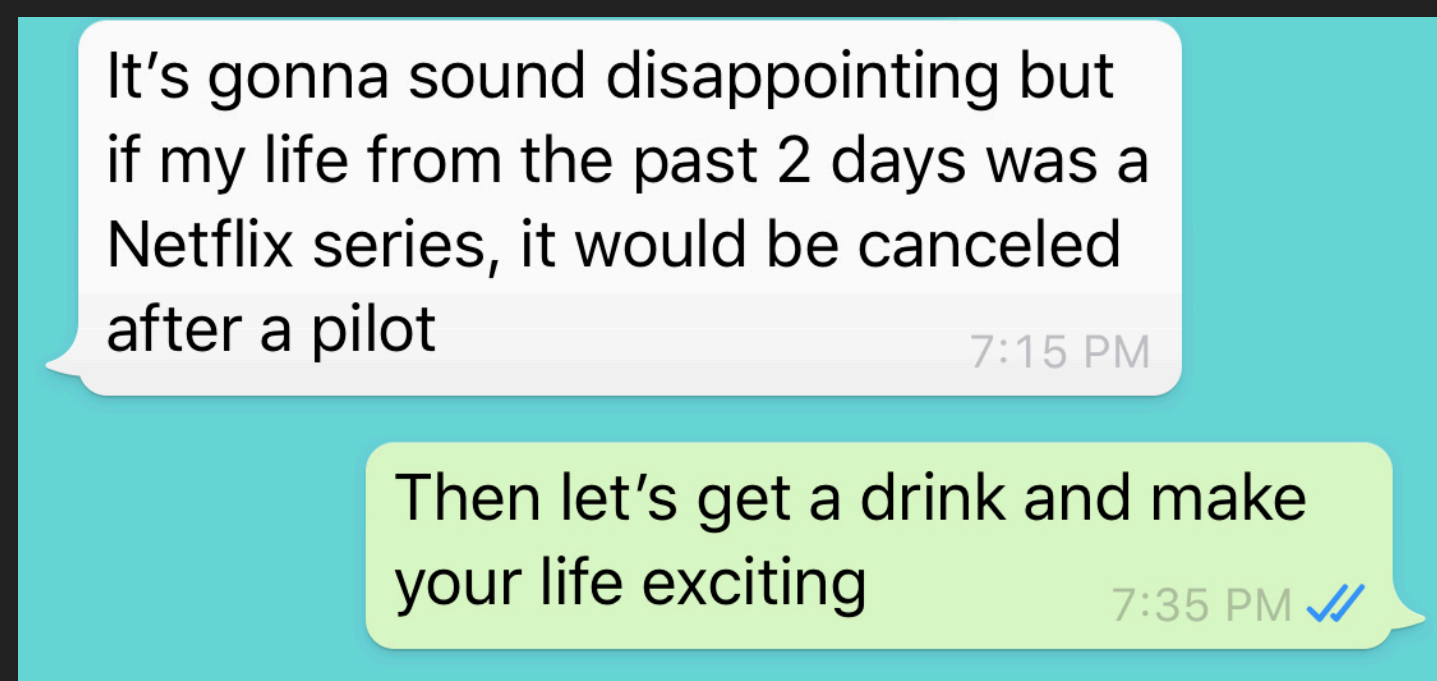 It’s gonna sound disappointing but
if my life from the past 2 days was a
Netflix series, it would be canceled
after a pilot
7:15 PM
Then let’s get a drink and make
your life exciting
7:35 PM